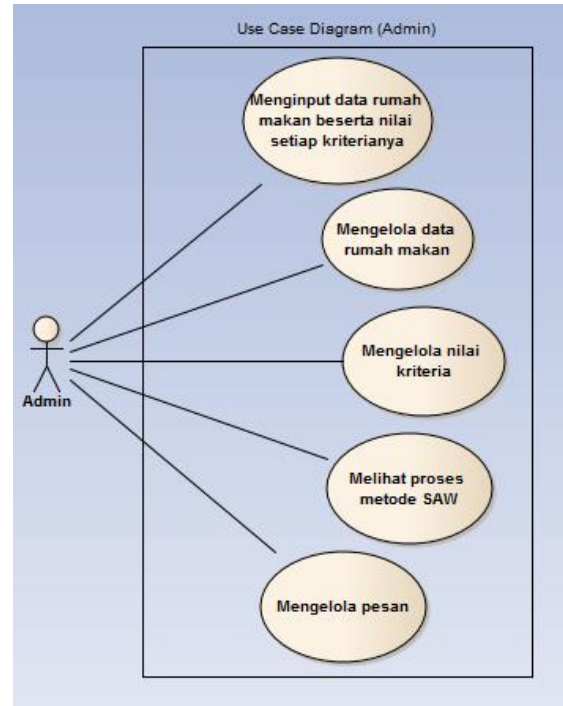 Use Case Diagram (Admin)
Menginput data rumah
makan beserta nilai
setiap kriterianya
Mengelola data
rumah makan
Mengelola nilai
kriteria
Admin
Melihat proses
metode SAW
Mengelola pesan